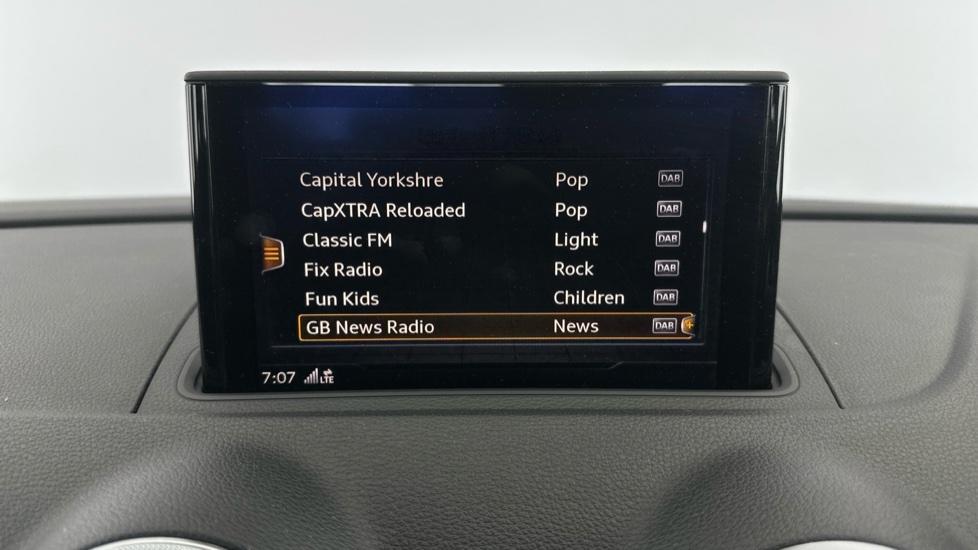 Capital Yorkshre Pop DAB
CapXTRA Reloaded Pop DAB
Classic FM Light DAB
Fix Radio Rock DAB
Fun Kids Children DAB
GB News Radio News DAB
7:07 LTE